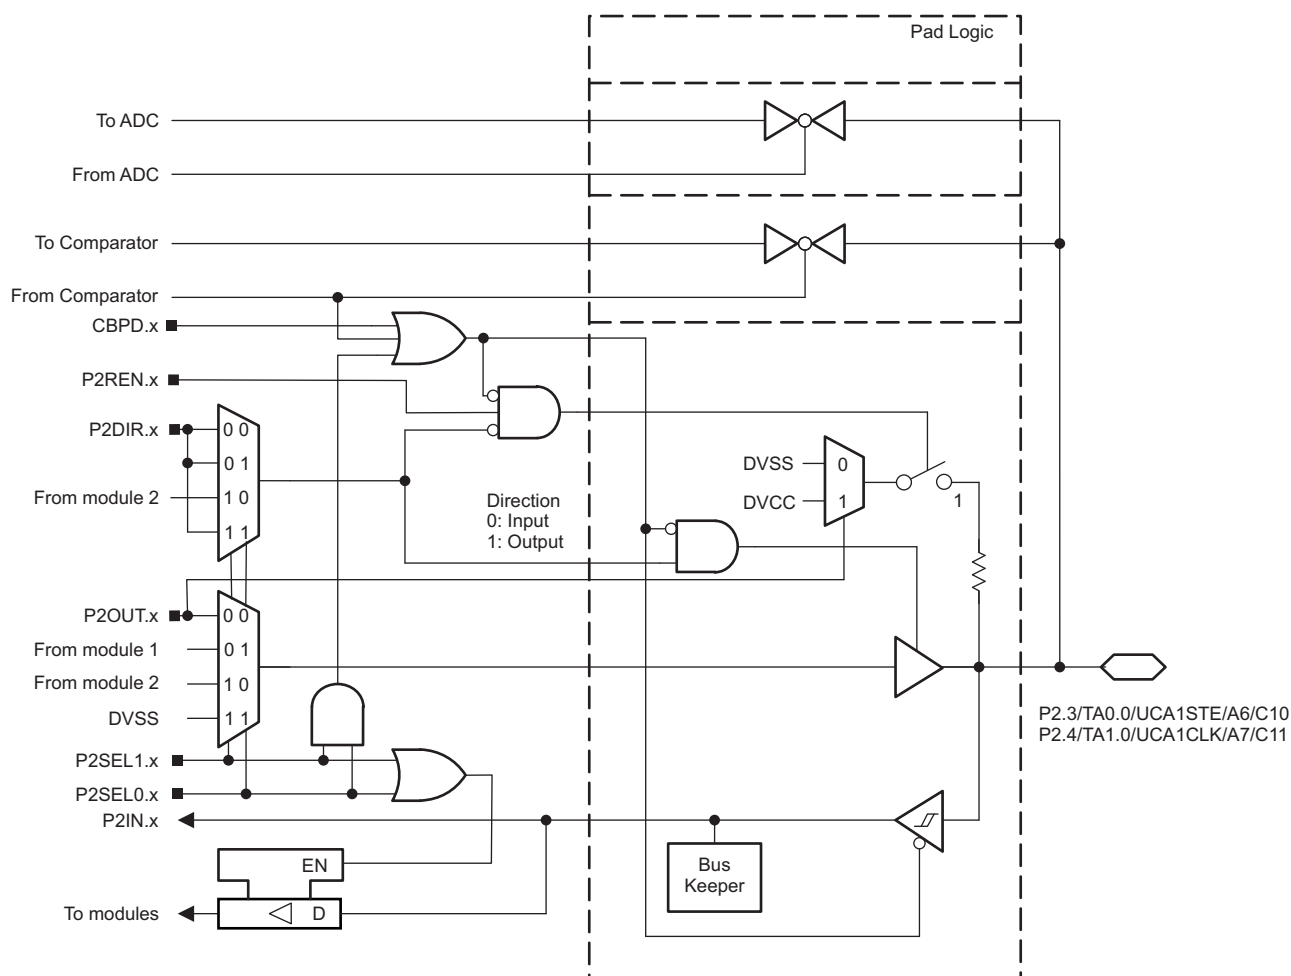 Pad Logic
To ADC
From ADC
To Comparator
From Comparator
CBPD.x
P2REN.x
P2DIR.x
0 0
0 1
From module 2
1 0
1 1
Direction
0: Input
1: Output
DVSS
0
DVCC
1
1
P2OUT.x
0 0
From module 1
0 1
From module 2
1 0
DVSS
1 1
P2.3/TA0.0/UCA1STE/A6/C10
P2.4/TA1.0/UCA1CLK/A7/C11
P2SEL1.x
P2SEL0.x
P2IN.x
Bus
Keeper
EN
To modules
D